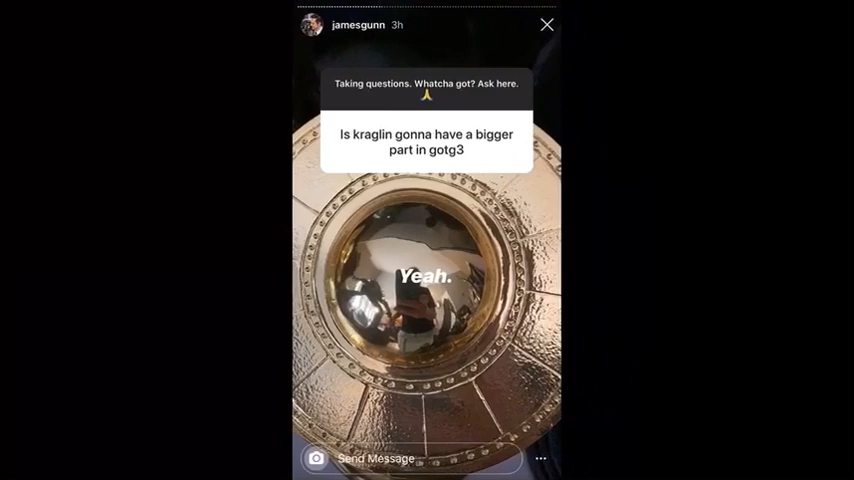 jamesgunn 3h
Taking questions. Whatcha got? Ask here.
🙏
Is kraglin gonna have a bigger
part in gotg3
Yeah.
Send Message